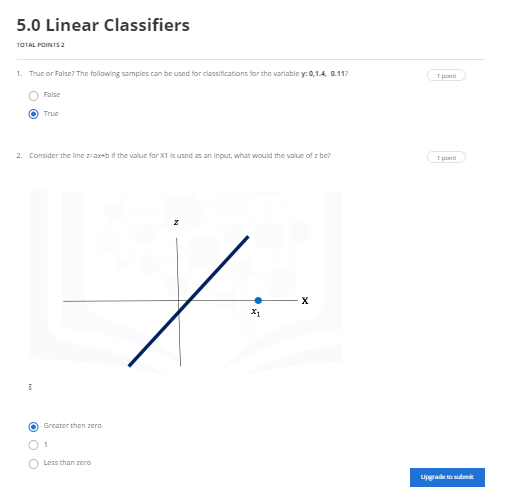 5.0 Linear Classifiers
TOTAL POINTS 2
1. True or False? The following samples can be used for classifications for the variable y: 0,1.4, 0.11?
1 point
False
True
2. Consider the line z=ax+b if the value for X1 is used as an input, what would the value of z be?
1 point
z
X
x1
Greater then zero
1
Less than zero
Upgrade to submit